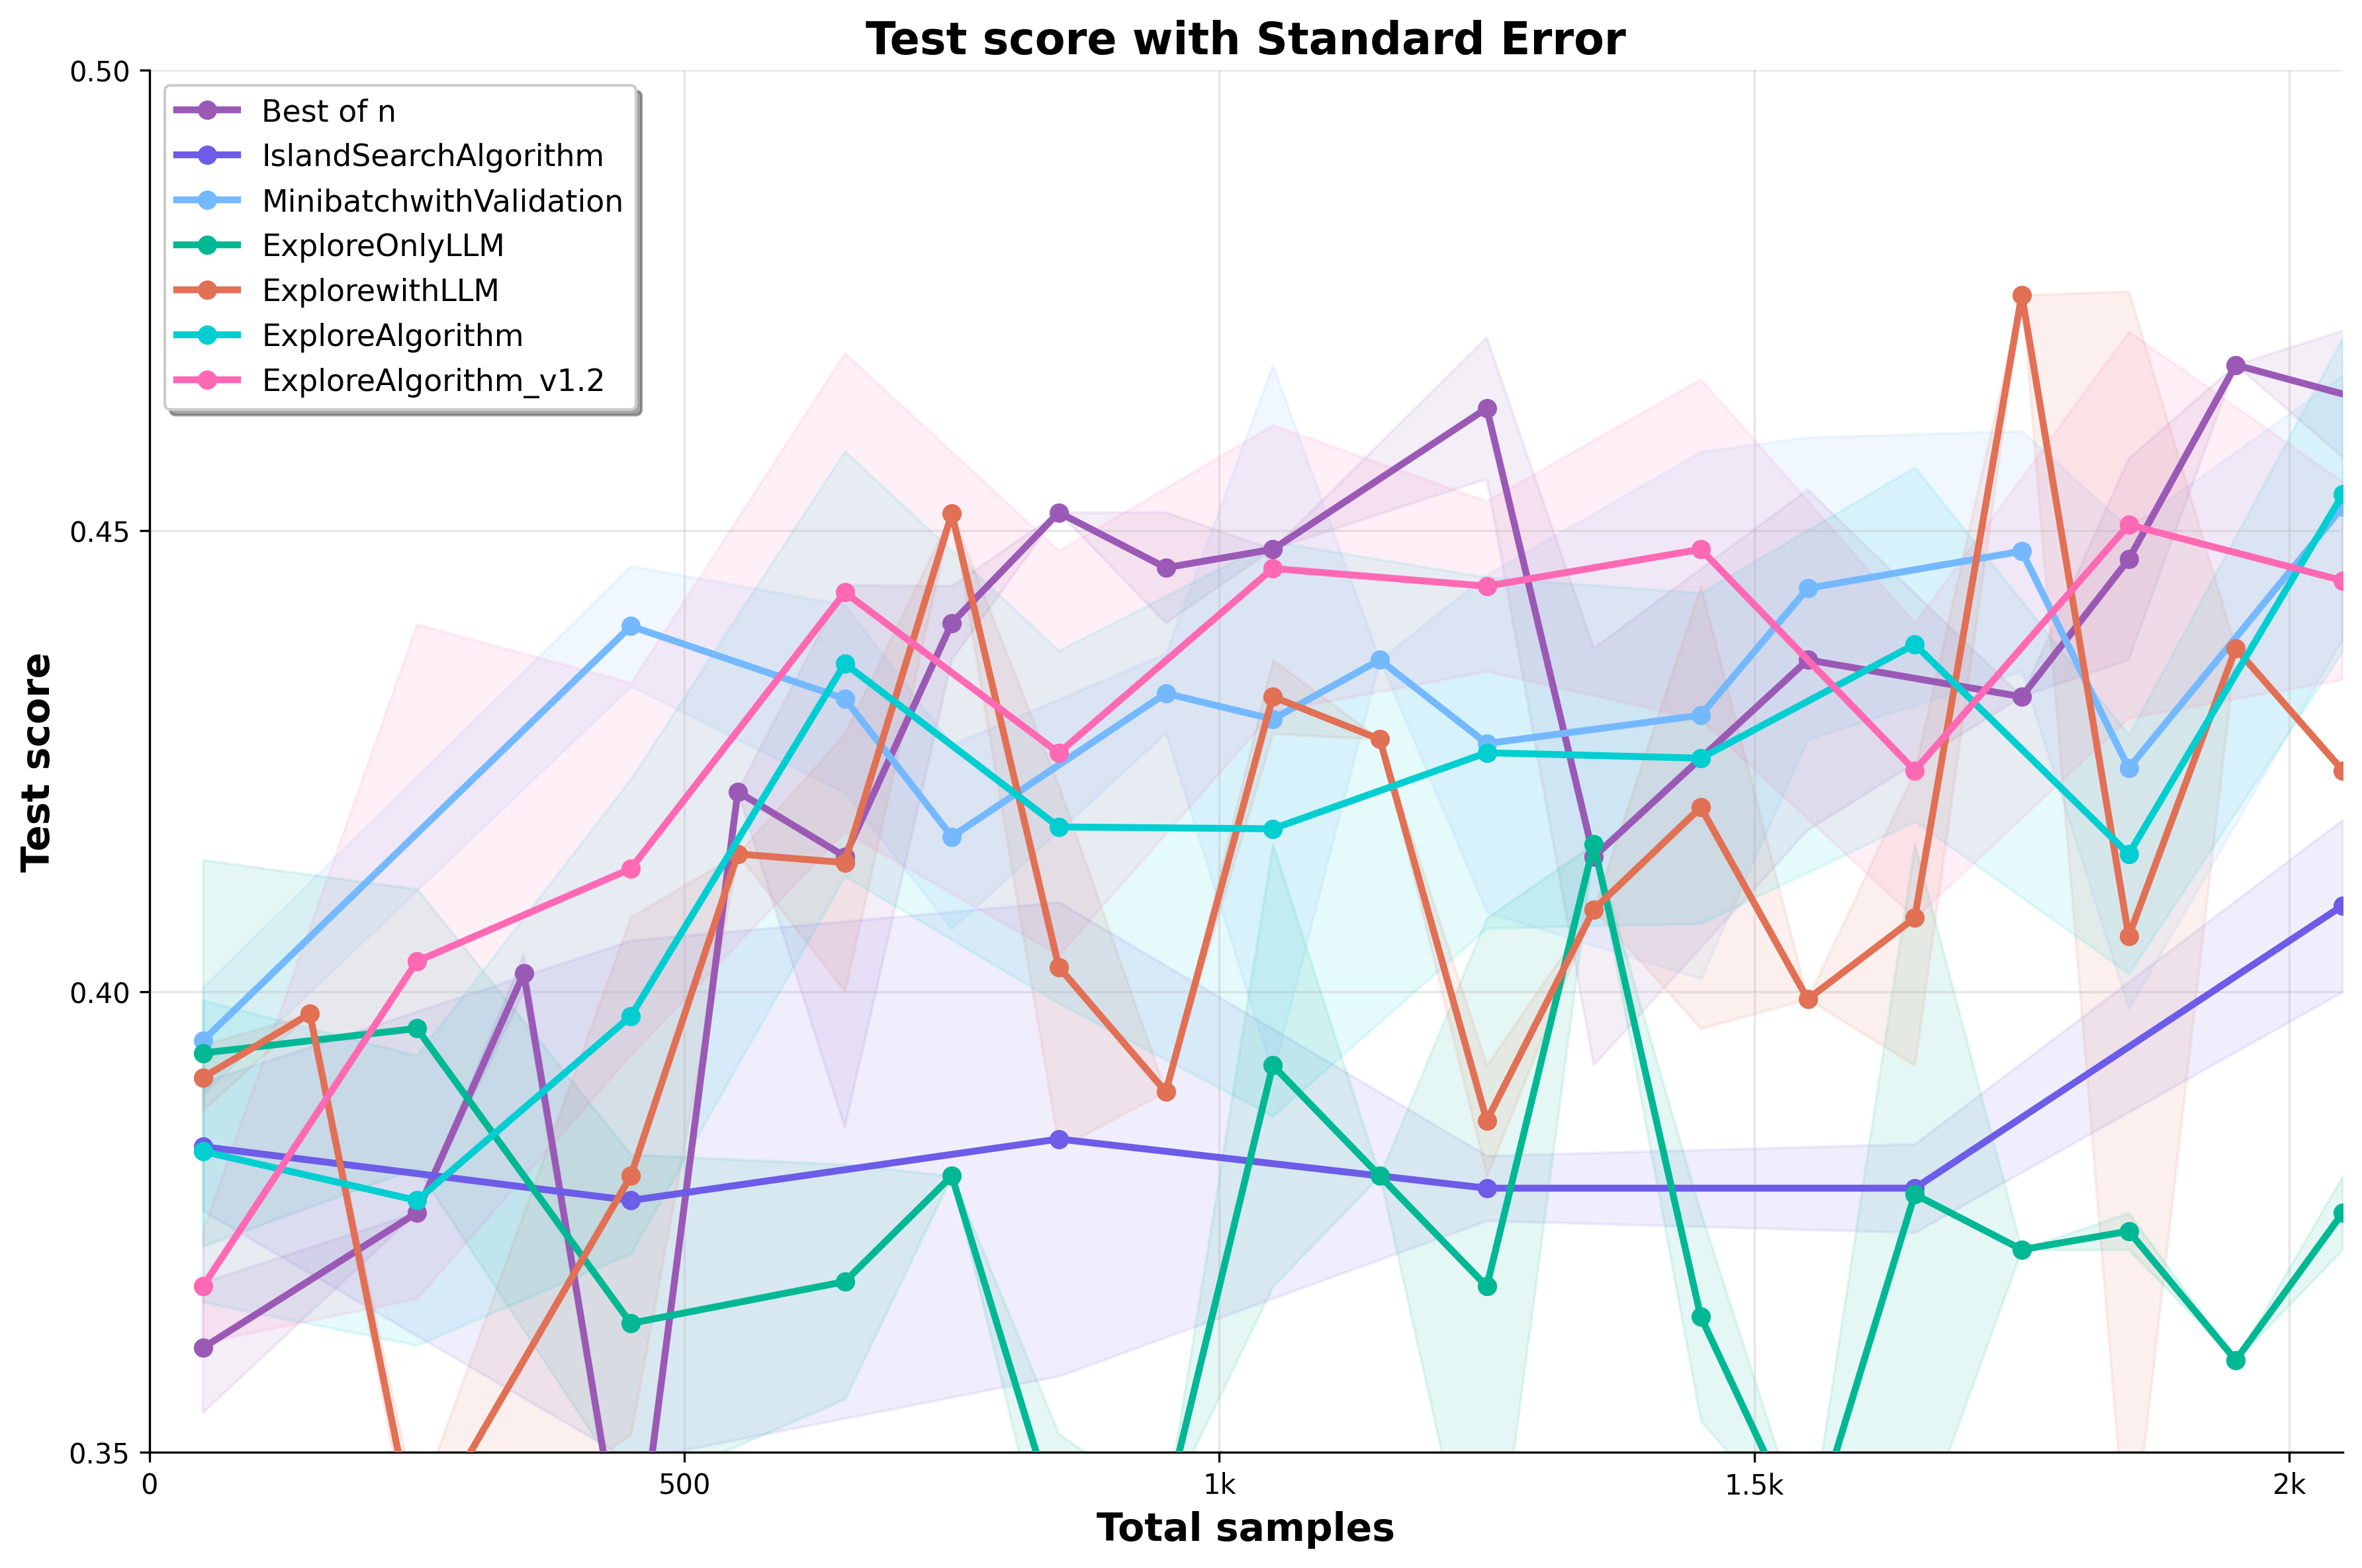 Test score with Standard Error
Test score
0.50
0.45
0.40
0.35
Best of n
IslandSearchAlgorithm
MinibatchwithValidation
ExploreOnlyLLM
ExplorewithLLM
ExploreAlgorithm
ExploreAlgorithm_v1.2
0
500
1k
1.5k
2k
Total samples